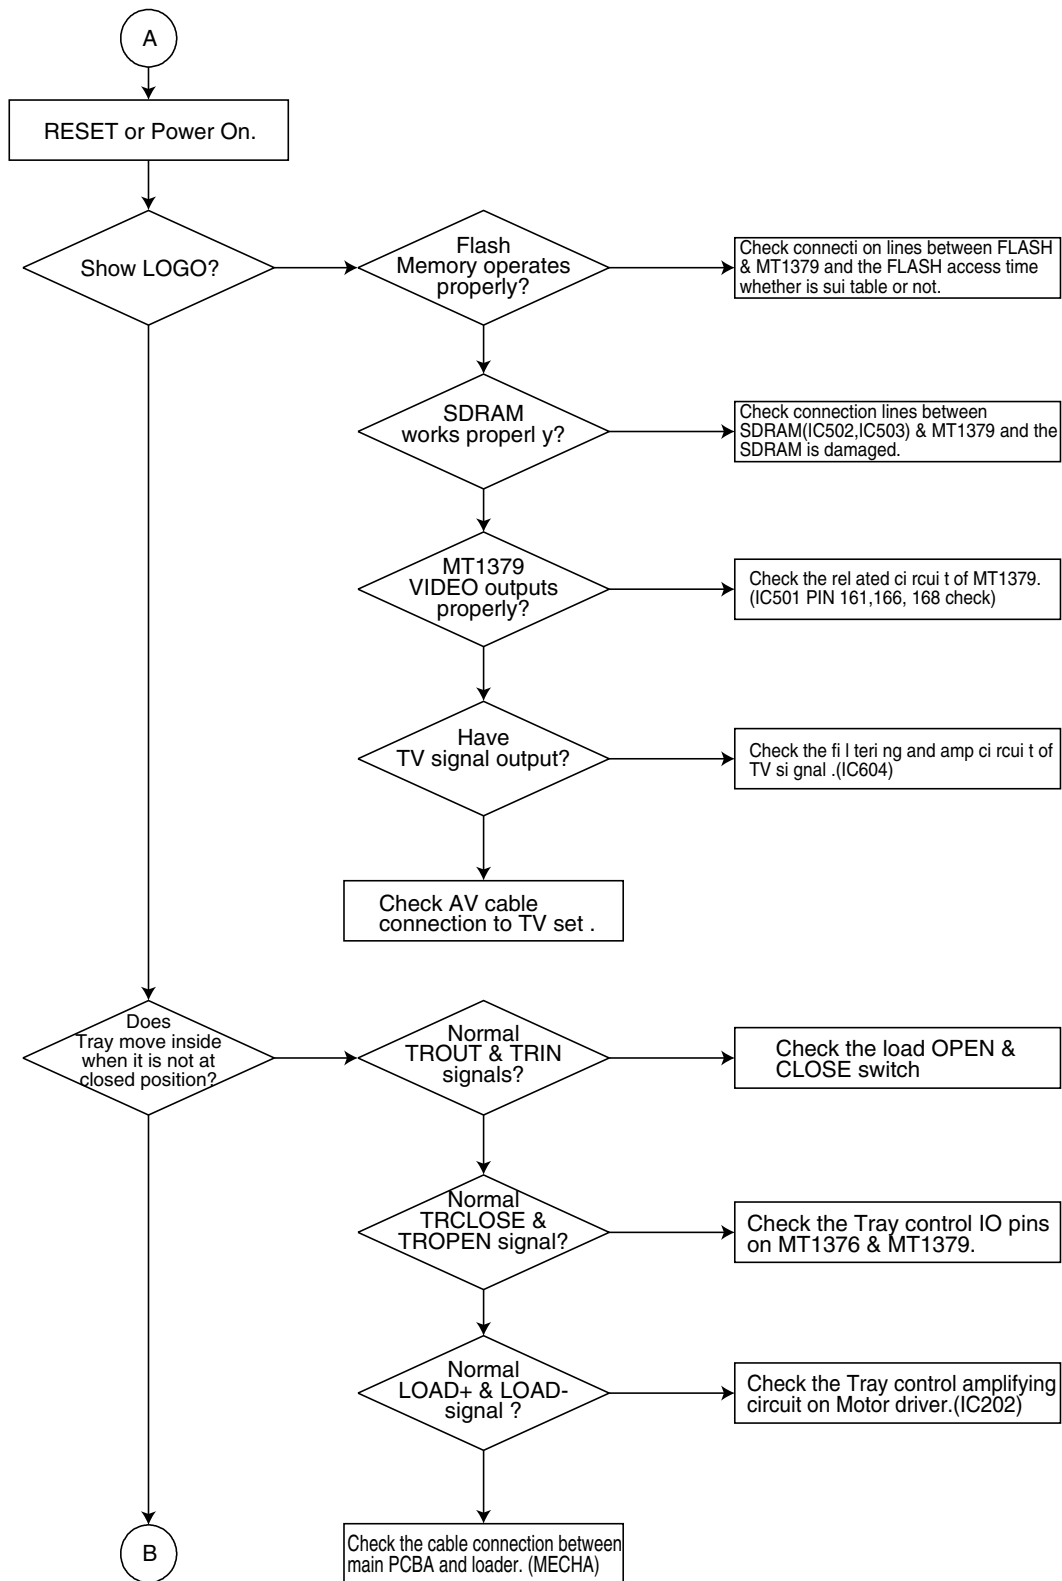 A
RESET or Power On.
Show LOGO?
Flash
Memory operates
properly?
Check connecti on lines between FLASH
& MT1379 and the FLASH access time
whether is sui table or not.
SDRAM
works properl y?
Check connection lines between
SDRAM(IC502,IC503) & MT1379 and the
SDRAM is damaged.
MT1379
VIDEO outputs
properly?
Check the rel ated ci rcui t of MT1379.
(IC501 PIN 161,166, 168 check)
Have
TV signal output?
Check the fi l teri ng and amp ci rcui t of
TV si gnal .(IC604)
Check AV cable
connection to TV set .
Does
Tray move inside
when it is not at
closed position?
Normal
TROUT & TRIN
signals?
Check the load OPEN &
CLOSE switch
Normal
TRCLOSE &
TROPEN signal?
Check the Tray control IO pins
on MT1376 & MT1379.
Normal
LOAD+ & LOAD-
signal ?
Check the Tray control amplifying
circuit on Motor driver.(IC202)
Check the cable connection between
main PCBA and loader. (MECHA)
B